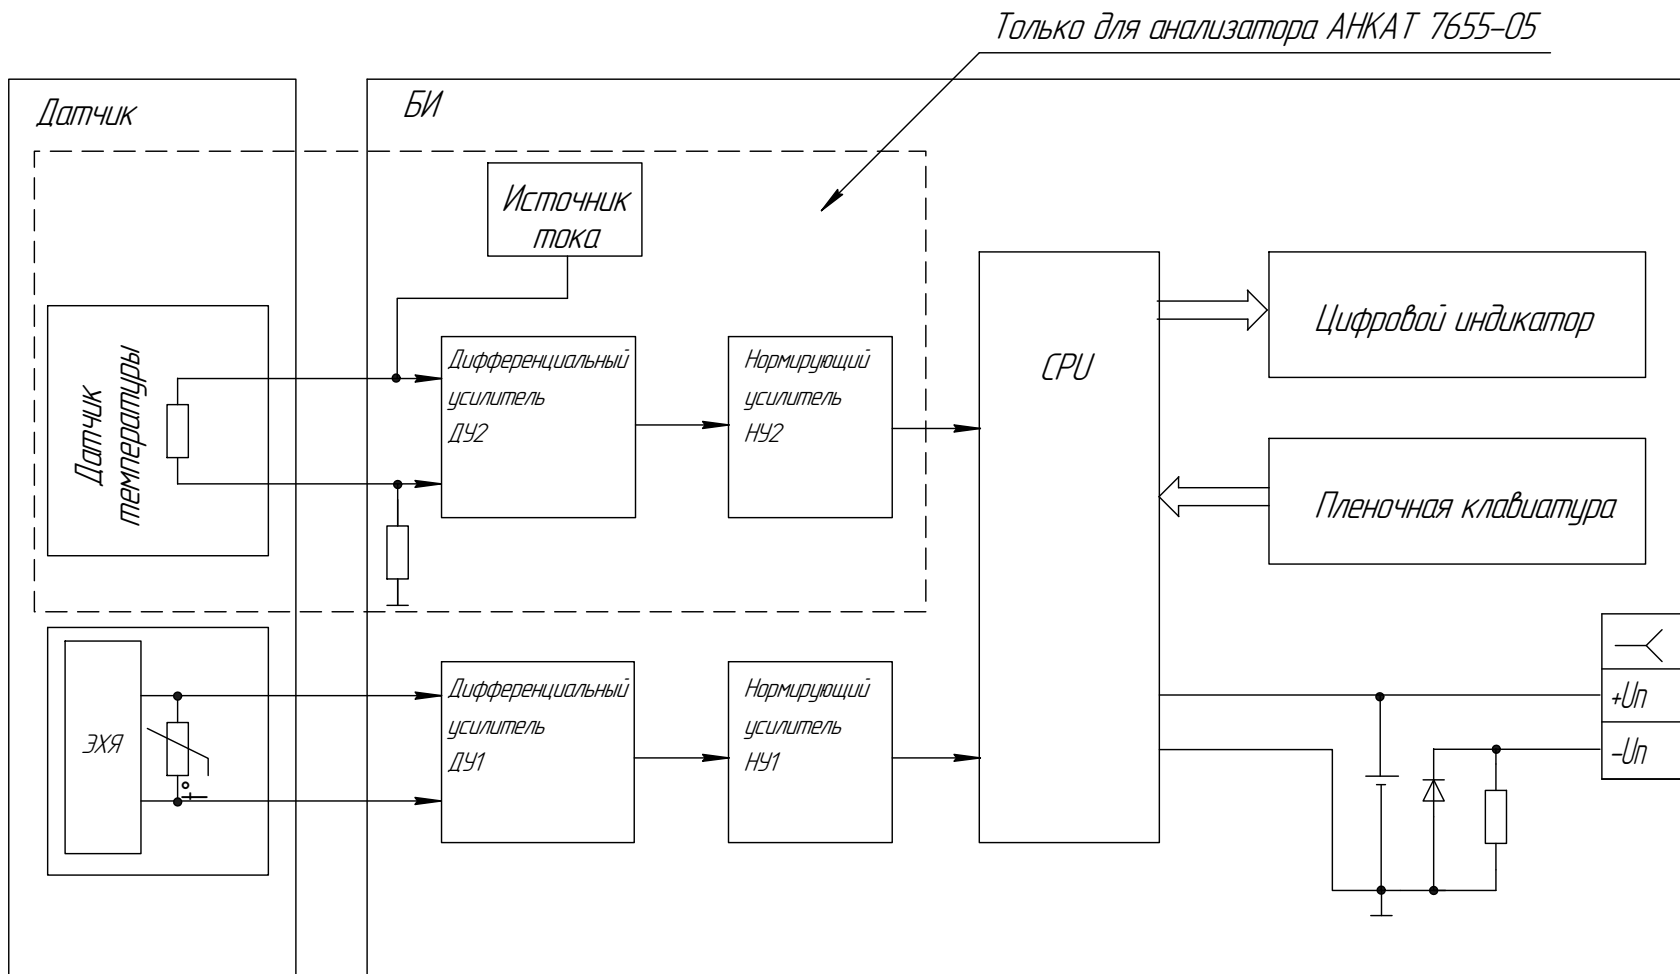 Только для анализатора АНКАТ 7655-05
Датчик
БИ
Источник
тока
Датчик
температуры
Дифференциальный
усилитель
ДУ2
Нормирующий
усилитель
НУ2
CPU
Цифровой индикатор
Пленочная клавиатура
ЭХЯ
t°
Дифференциальный
усилитель
ДУ1
Нормирующий
усилитель
НУ1
+Uп
-Uп